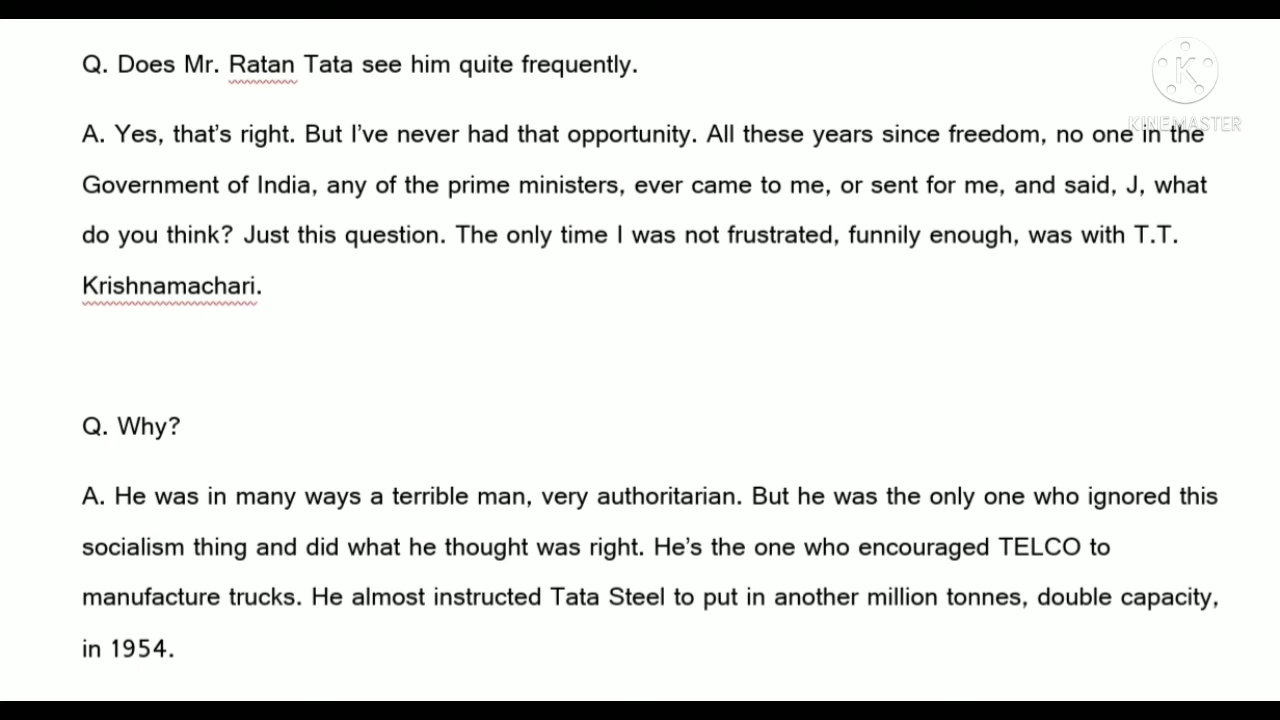 Q. Does Mr. Ratan Tata see him quite frequently.
KINEMASTER
A. Yes, that's right. But I've never had that opportunity. All these years since freedom, no one in the
Government of India, any of the prime ministers, ever came to me, or sent for me, and said, J, what
do you think? Just this question. The only time I was not frustrated, funnily enough, was with T.T.
Krishnamachari.
Q. Why?
A. He was in many ways a terrible man, very authoritarian. But he was the only one who ignored this
socialism thing and did what he thought was right. He's the one who encouraged TELCO to
manufacture trucks. He almost instructed Tata Steel to put in another million tonnes, double capacity,
in 1954.